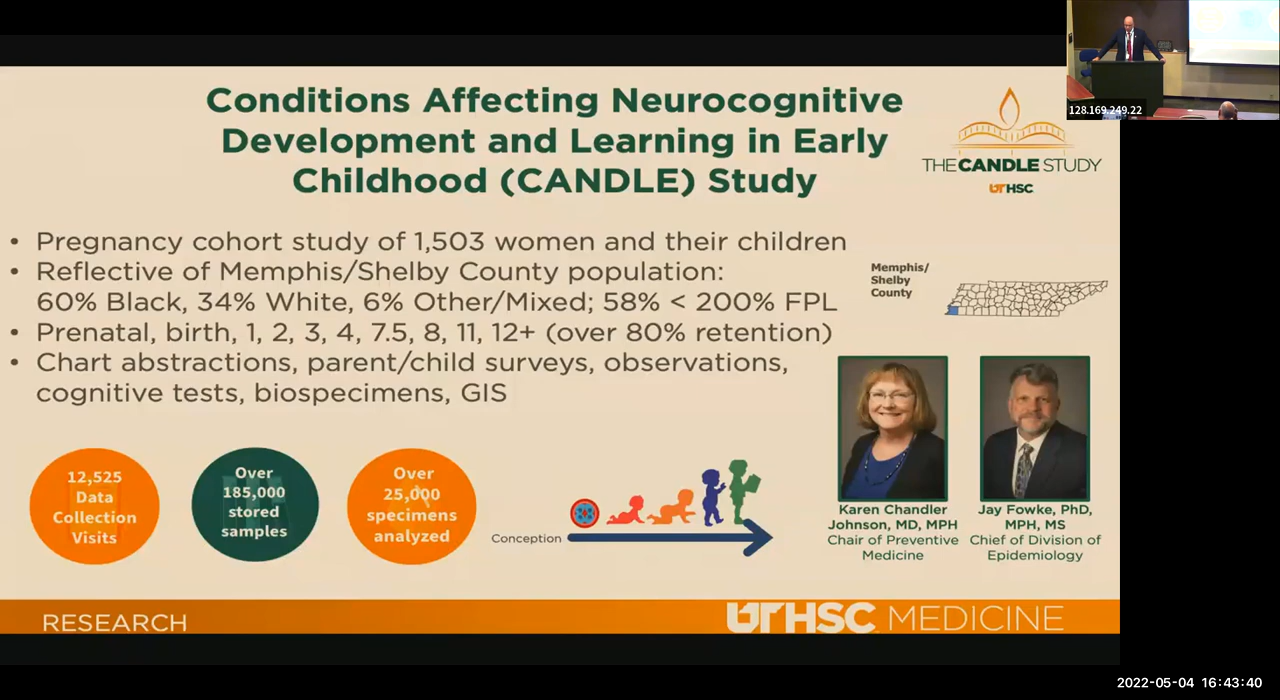 Conditions Affecting Neurocognitive
Development and Learning in Early
Childhood (CANDLE) Study
THE CANDLE STUDY
UTHSC
128.169.249.22
• Pregnancy cohort study of 1,503 women and their children
• Reflective of Memphis/Shelby County population:
60% Black, 34% White, 6% Other/Mixed; 58% < 200% FPL
• Prenatal, birth, 1, 2, 3, 4, 7.5, 8, 11, 12+ (over 80% retention)
• Chart abstractions, parent/child surveys, observations,
cognitive tests, biospecimens, GIS
Memphis/
Shelby
County
12,525
Data
Collection
Visits
Over
185,000
stored
samples
Over
25,000
specimens
analyzed
Conception
Karen Chandler
Johnson, MD, MPH
Chair of Preventive
Medicine
Jay Fowke, PhD,
MPH, MS
Chief of Division of
Epidemiology
RESEARCH
UTHSC MEDICINE
2022-05-04 16:43:40